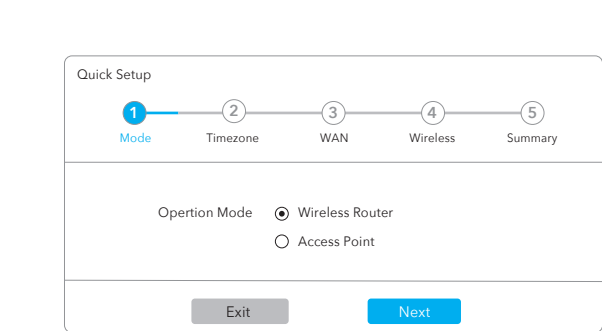 Quick Setup
1 2 3 4 5
Mode Timezone WAN Wireless Summary
Opertion Mode Wireless Router
Access Point
Exit Next